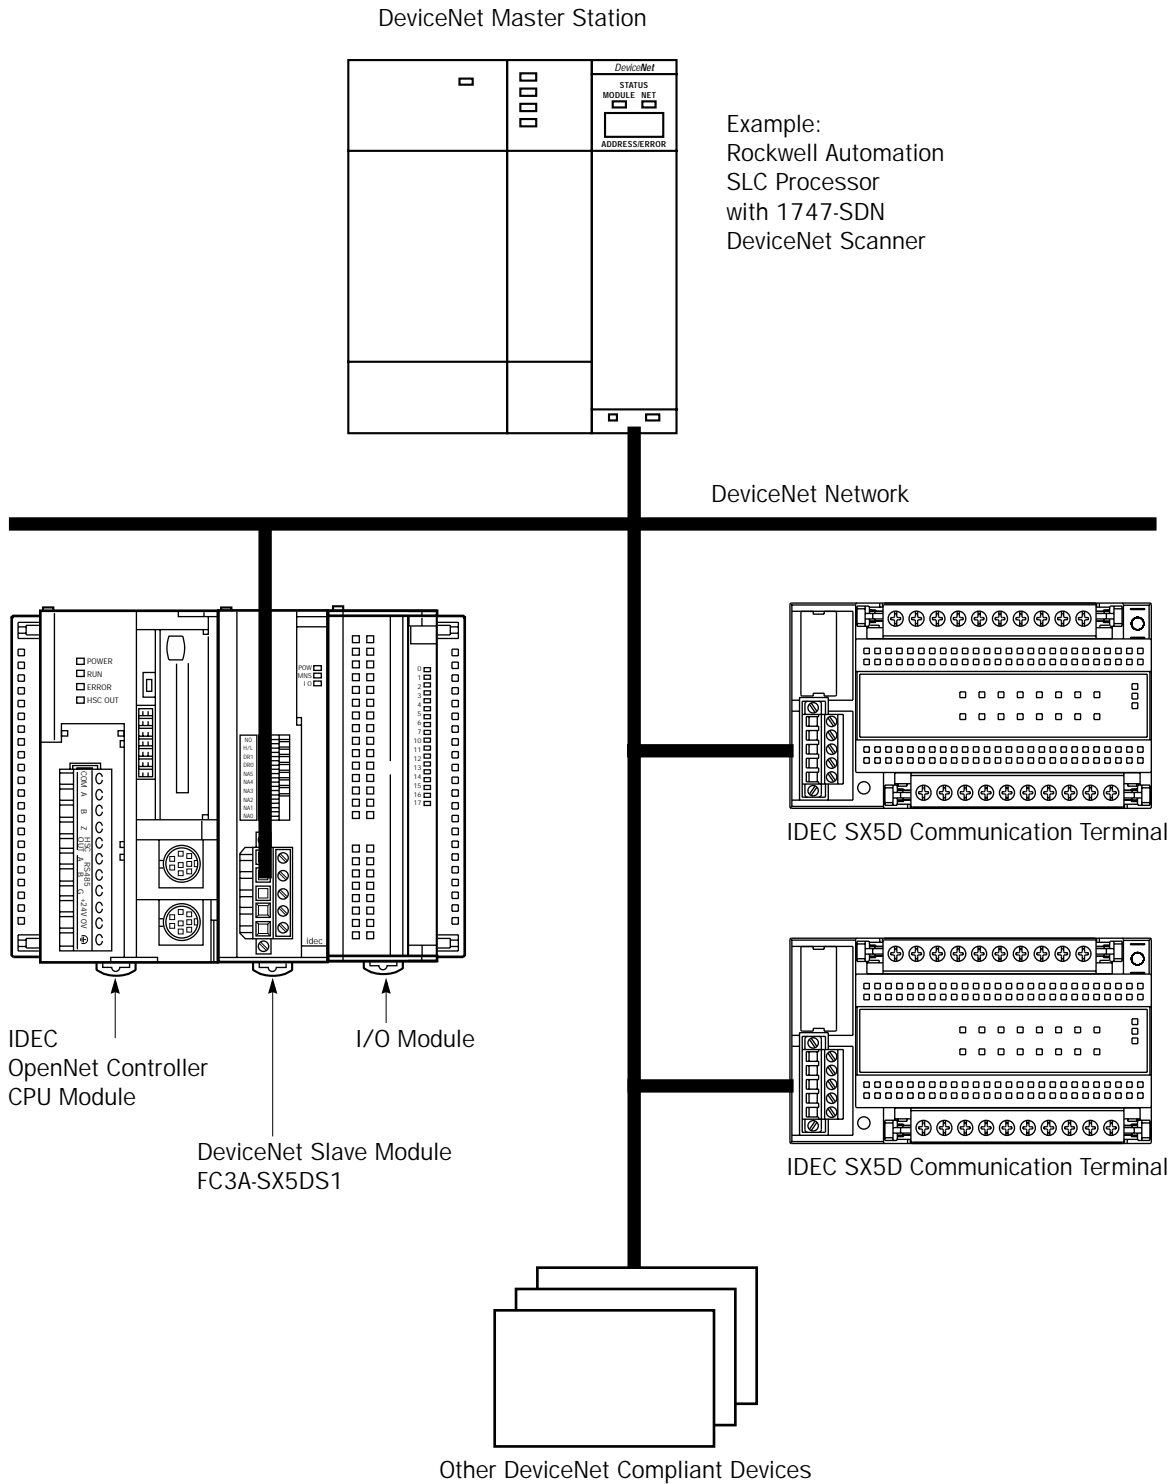 DeviceNet Master Station
DeviceNet
STATUS
MODULE NET
ADDRESS/ERROR
Example:
Rockwell Automation
SLC Processor
with 1747-SDN
DeviceNet Scanner
DeviceNet Network
POWER
RUN
ERROR
HSC OUT
COM A B Z HSC OUT RS485 A B G +24V 0V
POW
MNS
I O
NO
H/L
DR1
DR0
NA5
NA4
NA3
NA2
NA1
NA0
idec
0
1
2
3
4
5
6
7
10
11
12
13
14
15
16
17
IDEC SX5D Communication Terminal
IDEC
OpenNet Controller
CPU Module
I/O Module
DeviceNet Slave Module
FC3A-SX5DS1
IDEC SX5D Communication Terminal
Other DeviceNet Compliant Devices